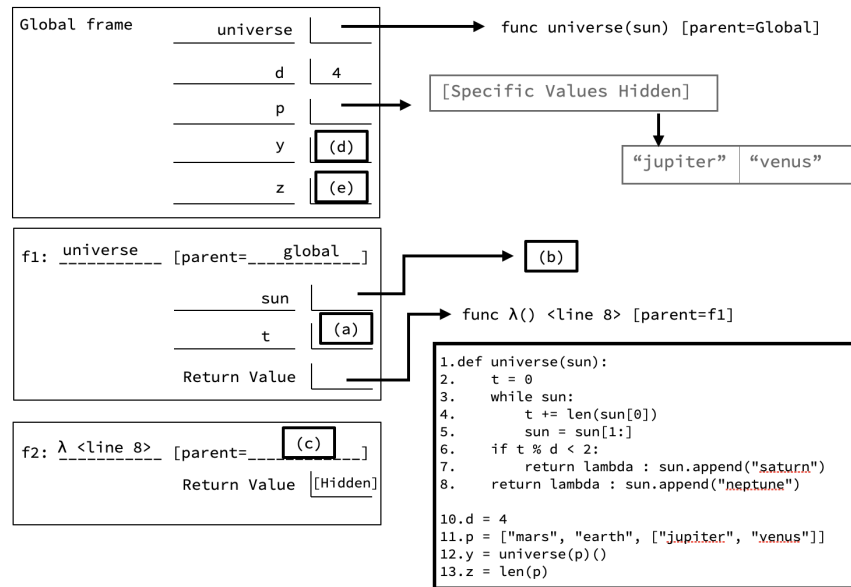 Global frame
universe
func universe(sun) [parent=Global]
d 4
p
[Specific Values Hidden]
y (d)
"jupiter" "venus"
z (e)
f1: universe [parent=global]
(b)
sun
func λ() <line 8> [parent=f1]
t (a)
Return Value
f2: λ <line 8> [parent=(c)]
Return Value [Hidden]
1.def universe(sun):
2. t = 0
3. while sun:
4. t += len(sun[0])
5. sun = sun[1:]
6. if t % d < 2:
7. return lambda : sun.append("saturn")
8. return lambda : sun.append("neptune")
10.d = 4
11.p = ["mars", "earth", ["jupiter", "venus"]]
12.y = universe(p)()
13.z = len(p)